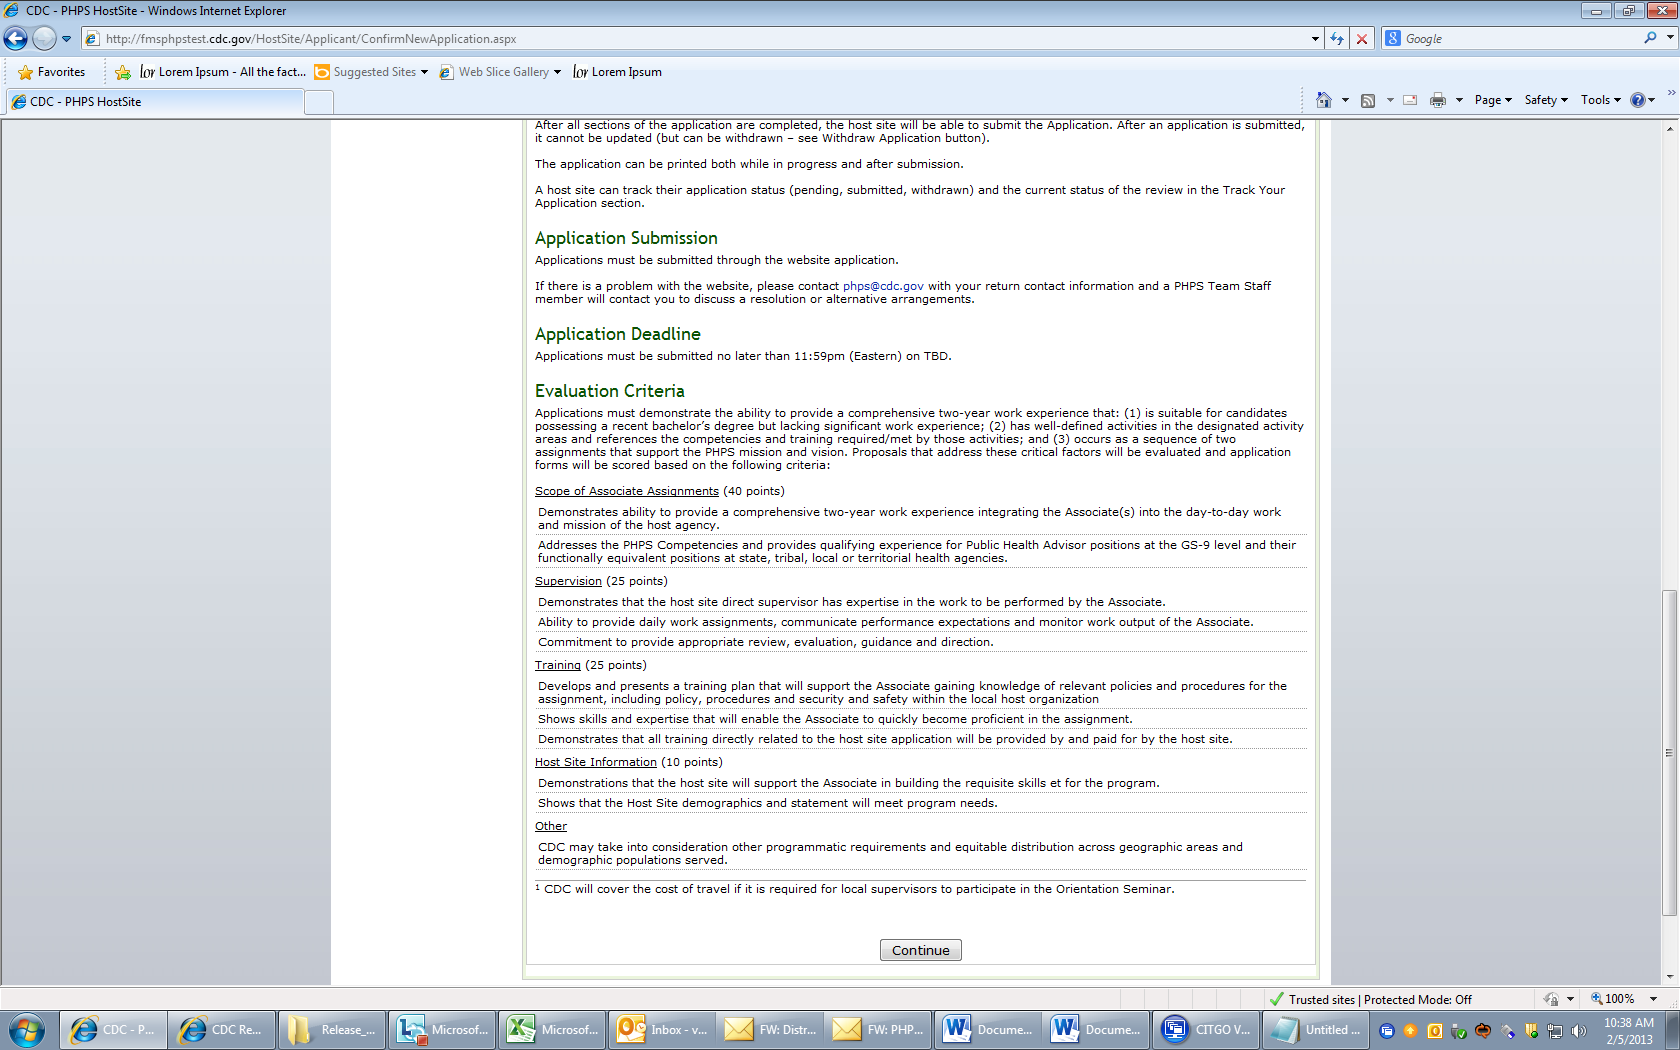 CDC - PHPS HostSite - Windows Internet Explorer
http://fmsphpstest.cdc.gov/HostSite/Applicant/ConfirmNewApplication.aspx
Google
Favorites
lor Lorem Ipsum - All the fact...
Suggested Sites
Web Slice Gallery
lor Lorem Ipsum
CDC - PHPS HostSite
Page
Safety
Tools
After all sections of the application are completed, the host site will be able to submit the Application. After an application is submitted,
it cannot be updated (but can be withdrawn – see Withdraw Application button).
The application can be printed both while in progress and after submission.
A host site can track their application status (pending, submitted, withdrawn) and the current status of the review in the Track Your
Application section.
Application Submission
Applications must be submitted through the website application.
If there is a problem with the website, please contact phps@cdc.gov with your return contact information and a PHPS Team Staff
member will contact you to discuss a resolution or alternative arrangements.
Application Deadline
Applications must be submitted no later than 11:59pm (Eastern) on TBD.
Evaluation Criteria
Applications must demonstrate the ability to provide a comprehensive two-year work experience that: (1) is suitable for candidates
possessing a recent bachelor’s degree but lacking significant work experience; (2) has well-defined activities in the designated activity
areas and references the competencies and training required/met by those activities; and (3) occurs as a sequence of two
assignments that support the PHPS mission and vision. Proposals that address these critical factors will be evaluated and application
forms will be scored based on the following criteria:
Scope of Associate Assignments (40 points)
Demonstrates ability to provide a comprehensive two-year work experience integrating the Associate(s) into the day-to-day work
and mission of the host agency.
Addresses the PHPS Competencies and provides qualifying experience for Public Health Advisor positions at the GS-9 level and their
functionally equivalent positions at state, tribal, local or territorial health agencies.
Supervision (25 points)
Demonstrates that the host site direct supervisor has expertise in the work to be performed by the Associate.
Ability to provide daily work assignments, communicate performance expectations and monitor work output of the Associate.
Commitment to provide appropriate review, evaluation, guidance and direction.
Training (25 points)
Develops and presents a training plan that will support the Associate gaining knowledge of relevant policies and procedures for the
assignment, including policy, procedures and security and safety within the local host organization
Shows skills and expertise that will enable the Associate to quickly become proficient in the assignment.
Demonstrates that all training directly related to the host site application will be provided by and paid for by the host site.
Host Site Information (10 points)
Demonstrations that the host site will support the Associate in building the requisite skills et for the program.
Shows that the Host Site demographics and statement will meet program needs.
Other
CDC may take into consideration other programmatic requirements and equitable distribution across geographic areas and
demographic populations served.
1 CDC will cover the cost of travel if it is required for local supervisors to participate in the Orientation Seminar.
Continue
Trusted sites | Protected Mode: Off
100%
CDC - P...
CDC Re...
Release_...
Microsof...
Microsof...
Inbox - v...
FW: Distr...
FW: PHP...
Docume...
Docume...
CITGO V...
Untitled ...
10:38 AM
2/5/2013